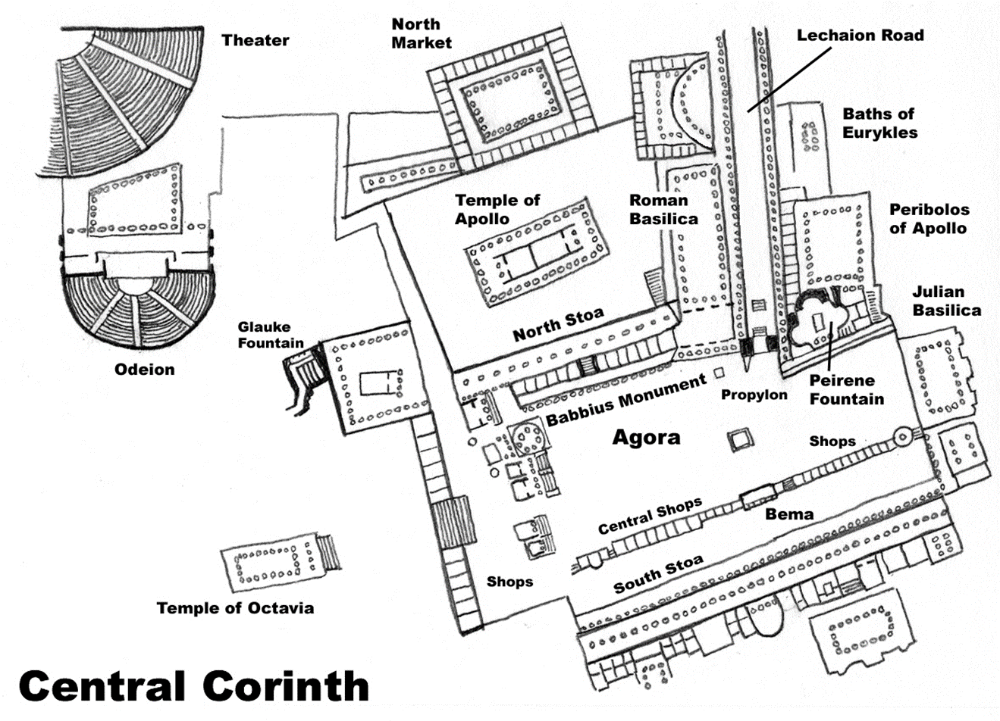 Theater
North
Market
Lechaion Road
Baths of
Eurykles
Temple of
Apollo
Roman
Basilica
Peribolos
of Apollo
Julian
Basilica
North Stoa
Glauke
Fountain
Odeion
Babbius Monument
Propylon
Peirene
Fountain
Agora
Shops
Central Shops
Bema
South Stoa
Shops
Temple of Octavia
Central Corinth